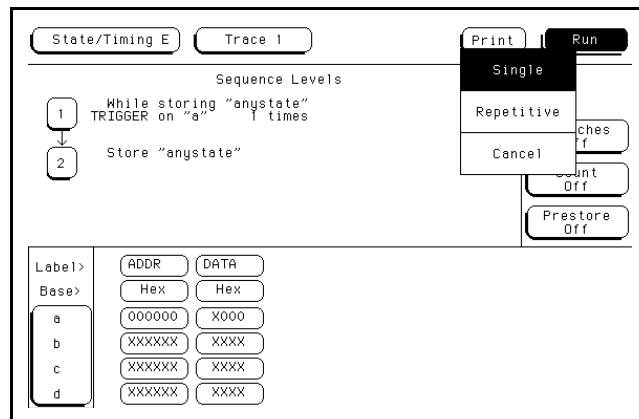 State/Timing E Trace 1 Print Run
Single
Repetitive
Cancel
Sequence Levels
1 While storing "anystate"
TRIGGER on "a" 1 times
2 Store "anystate"
Off
Prestore
Off
Label> ADDR DATA
Base> Hex Hex
a 000000 X000
b XXXXXX XXXX
c XXXXXX XXXX
d XXXXXX XXXX